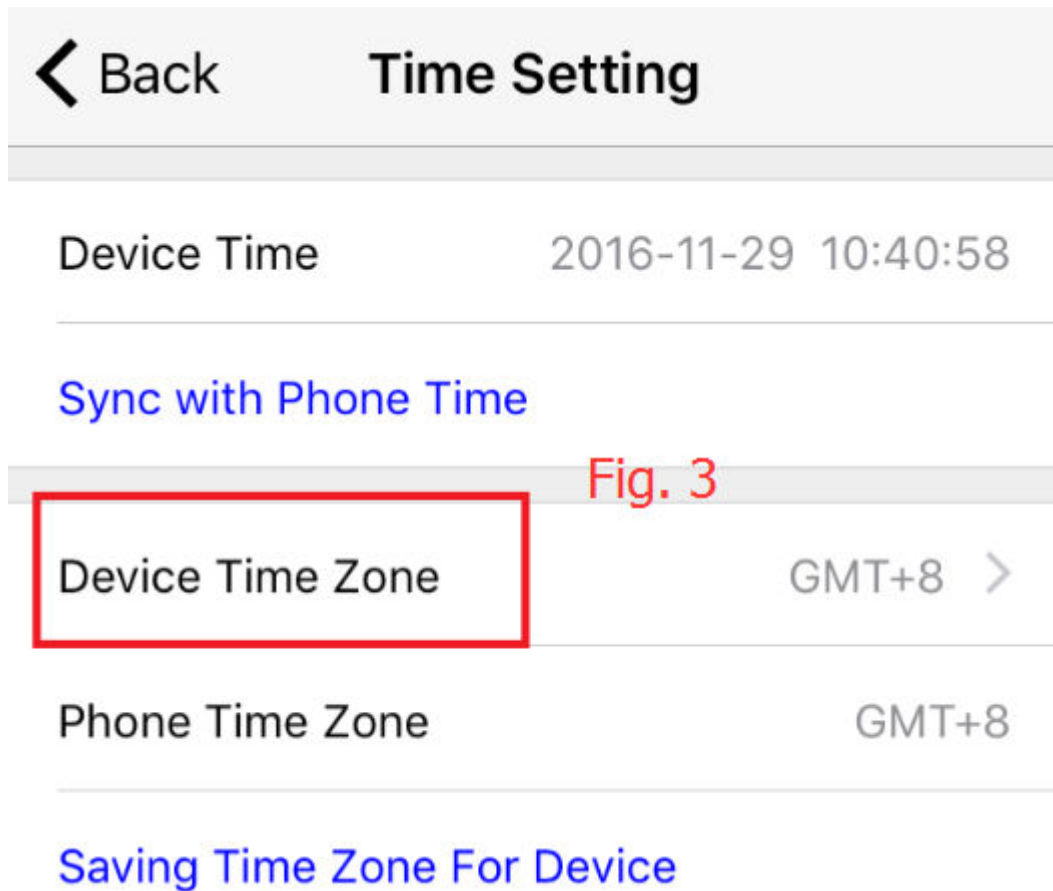 Back Time Setting
Device Time 2016-11-29 10:40:58
Sync with Phone Time
Fig. 3
Device Time Zone GMT+8
Phone Time Zone GMT+8
Saving Time Zone For Device